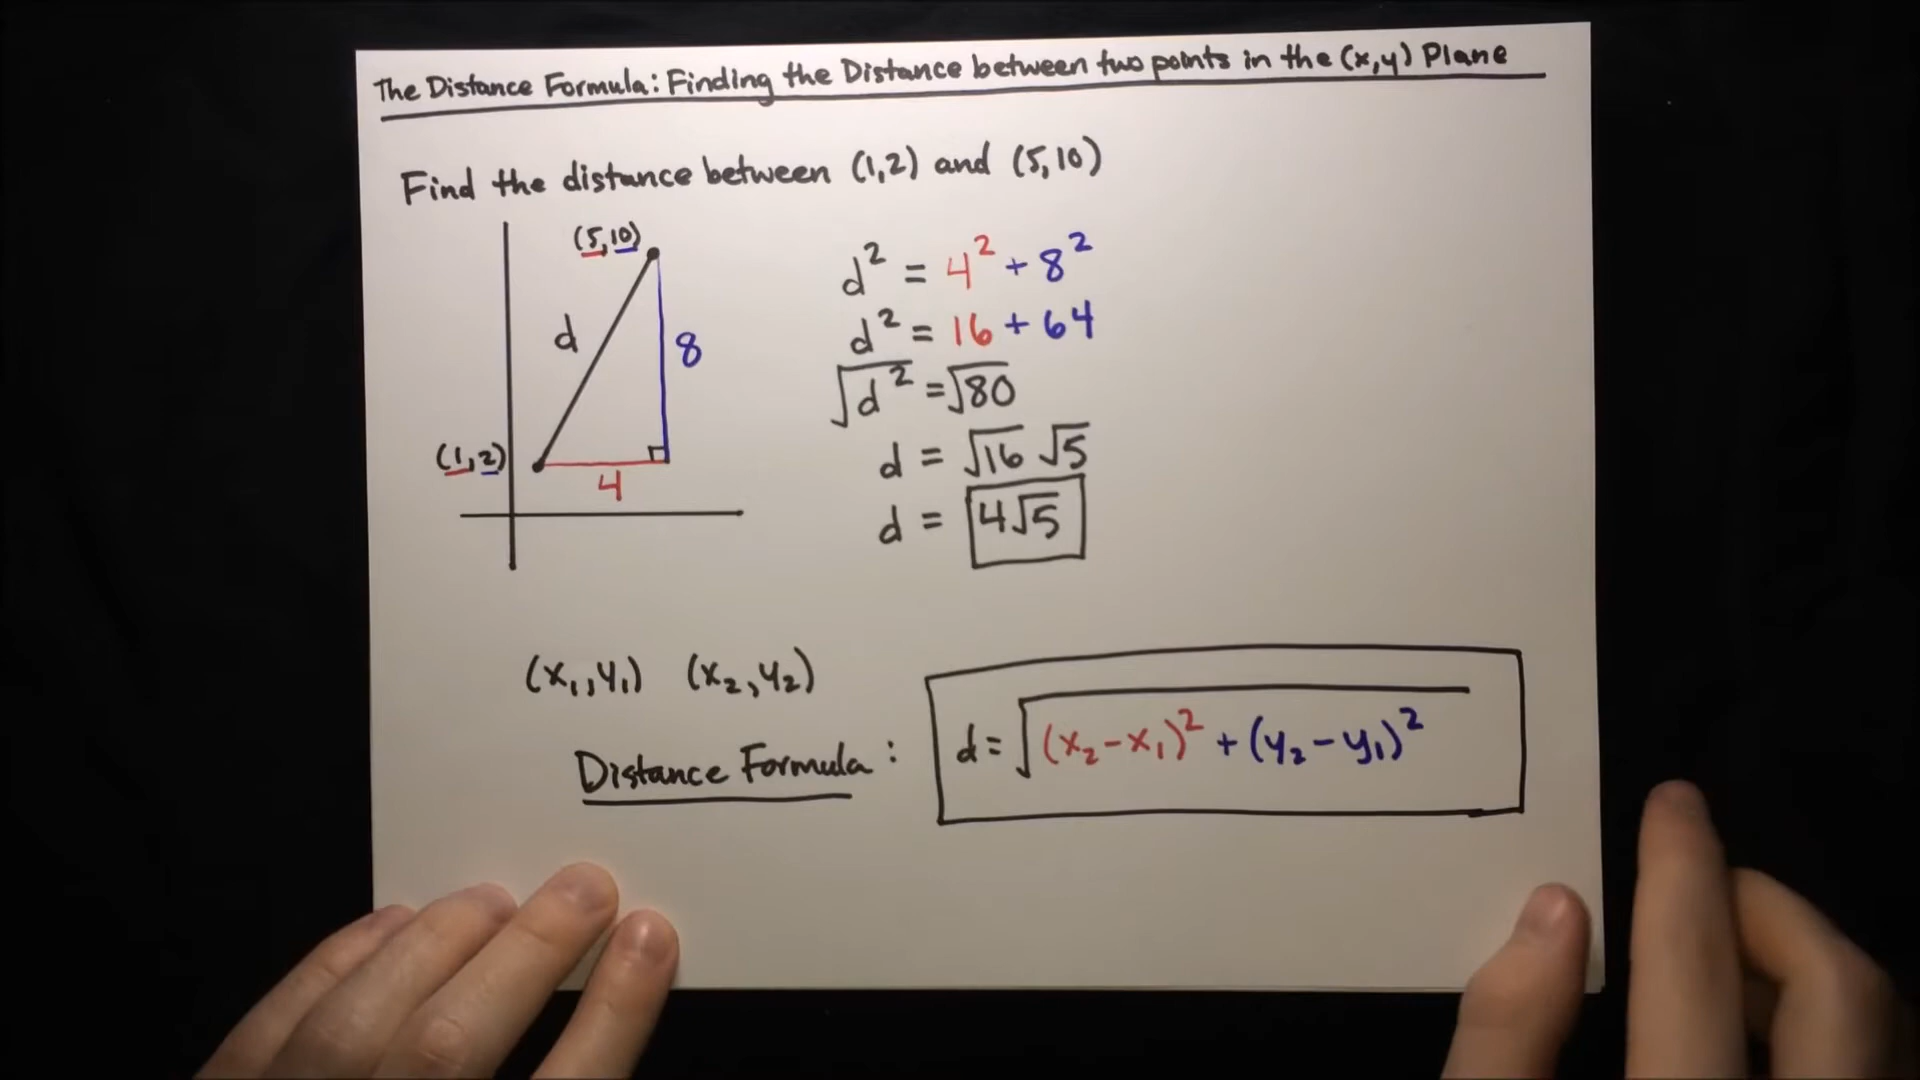 The Distance Formula: Finding the Distance between two points in the (x,y) Plane
Find the distance between (1,2) and (5,10)
(5,10)
d
8
(1,2)
4
d² = 4² + 8²
d² = 16 + 64
√d² = √80
d = √16 √5
d = 4√5
(x₁,y₁) (x₂,y₂)
Distance Formula: d = √(x₂-x₁)² + (y₂-y₁)²